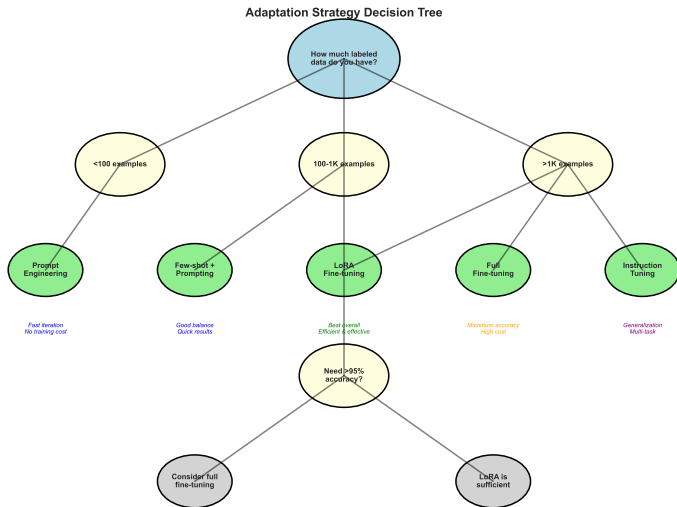 Adaptation Strategy Decision Tree
How much labeled
data do you have?
<100 examples
100-1K examples
>1K examples
Prompt
Engineering
Few-shot +
Prompting
LoRA
Fine-tuning
Full
Fine-tuning
Instruction
Tuning
Fast iteration
No training cost
Good balance
Quick results
Best overall
Efficient & effective
Maximum accuracy
High cost
Generalization
Multi-task
Need >95%
accuracy?
Consider full
fine-tuning
LoRA is
sufficient